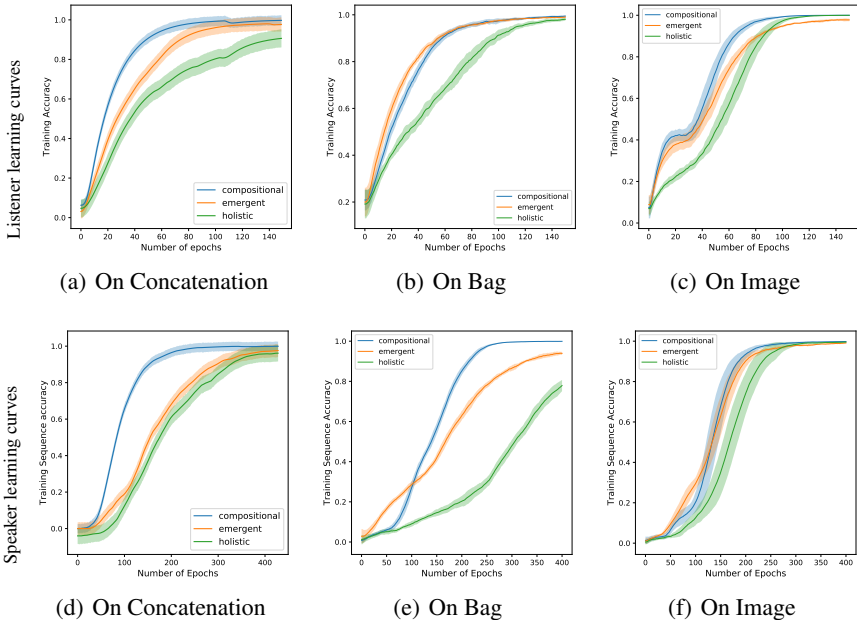 Listener learning curves
Training Accuracy
1.0
0.8
0.6
0.4
0.2
0.0
0 20 40 60 80 100 120 140
Number of epochs
compositional
emergent
holistic
(a) On Concatenation
Training Accuracy
1.0
0.8
0.6
0.4
0.2
0 20 40 60 80 100 120 140
Number of Epochs
compositional
emergent
holistic
(b) On Bag
Training Accuracy
1.0
0.8
0.6
0.4
0.2
0.0
0 20 40 60 80 100 120 140
Number of Epochs
compositional
emergent
holistic
(c) On Image
Speaker learning curves
Training Sequence Accuracy
1.0
0.8
0.6
0.4
0.2
0.0
0 100 200 300 400
Number of Epochs
compositional
emergent
holistic
(d) On Concatenation
Training Sequence Accuracy
1.0
0.8
0.6
0.4
0.2
0.0
0 50 100 150 200 250 300 350 400
Number of Epochs
compositional
emergent
holistic
(e) On Bag
Training Sequence Accuracy
1.0
0.8
0.6
0.4
0.2
0.0
0 50 100 150 200 250 300 350 400
Number of Epochs
compositional
emergent
holistic
(f) On Image